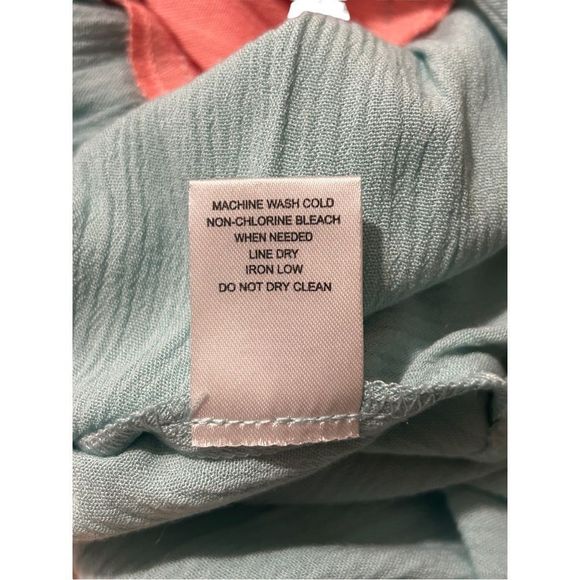 MACHINE WASH COLD
NON-CHLORINE BLEACH
WHEN NEEDED
LINE DRY
IRON LOW
DO NOT DRY CLEAN